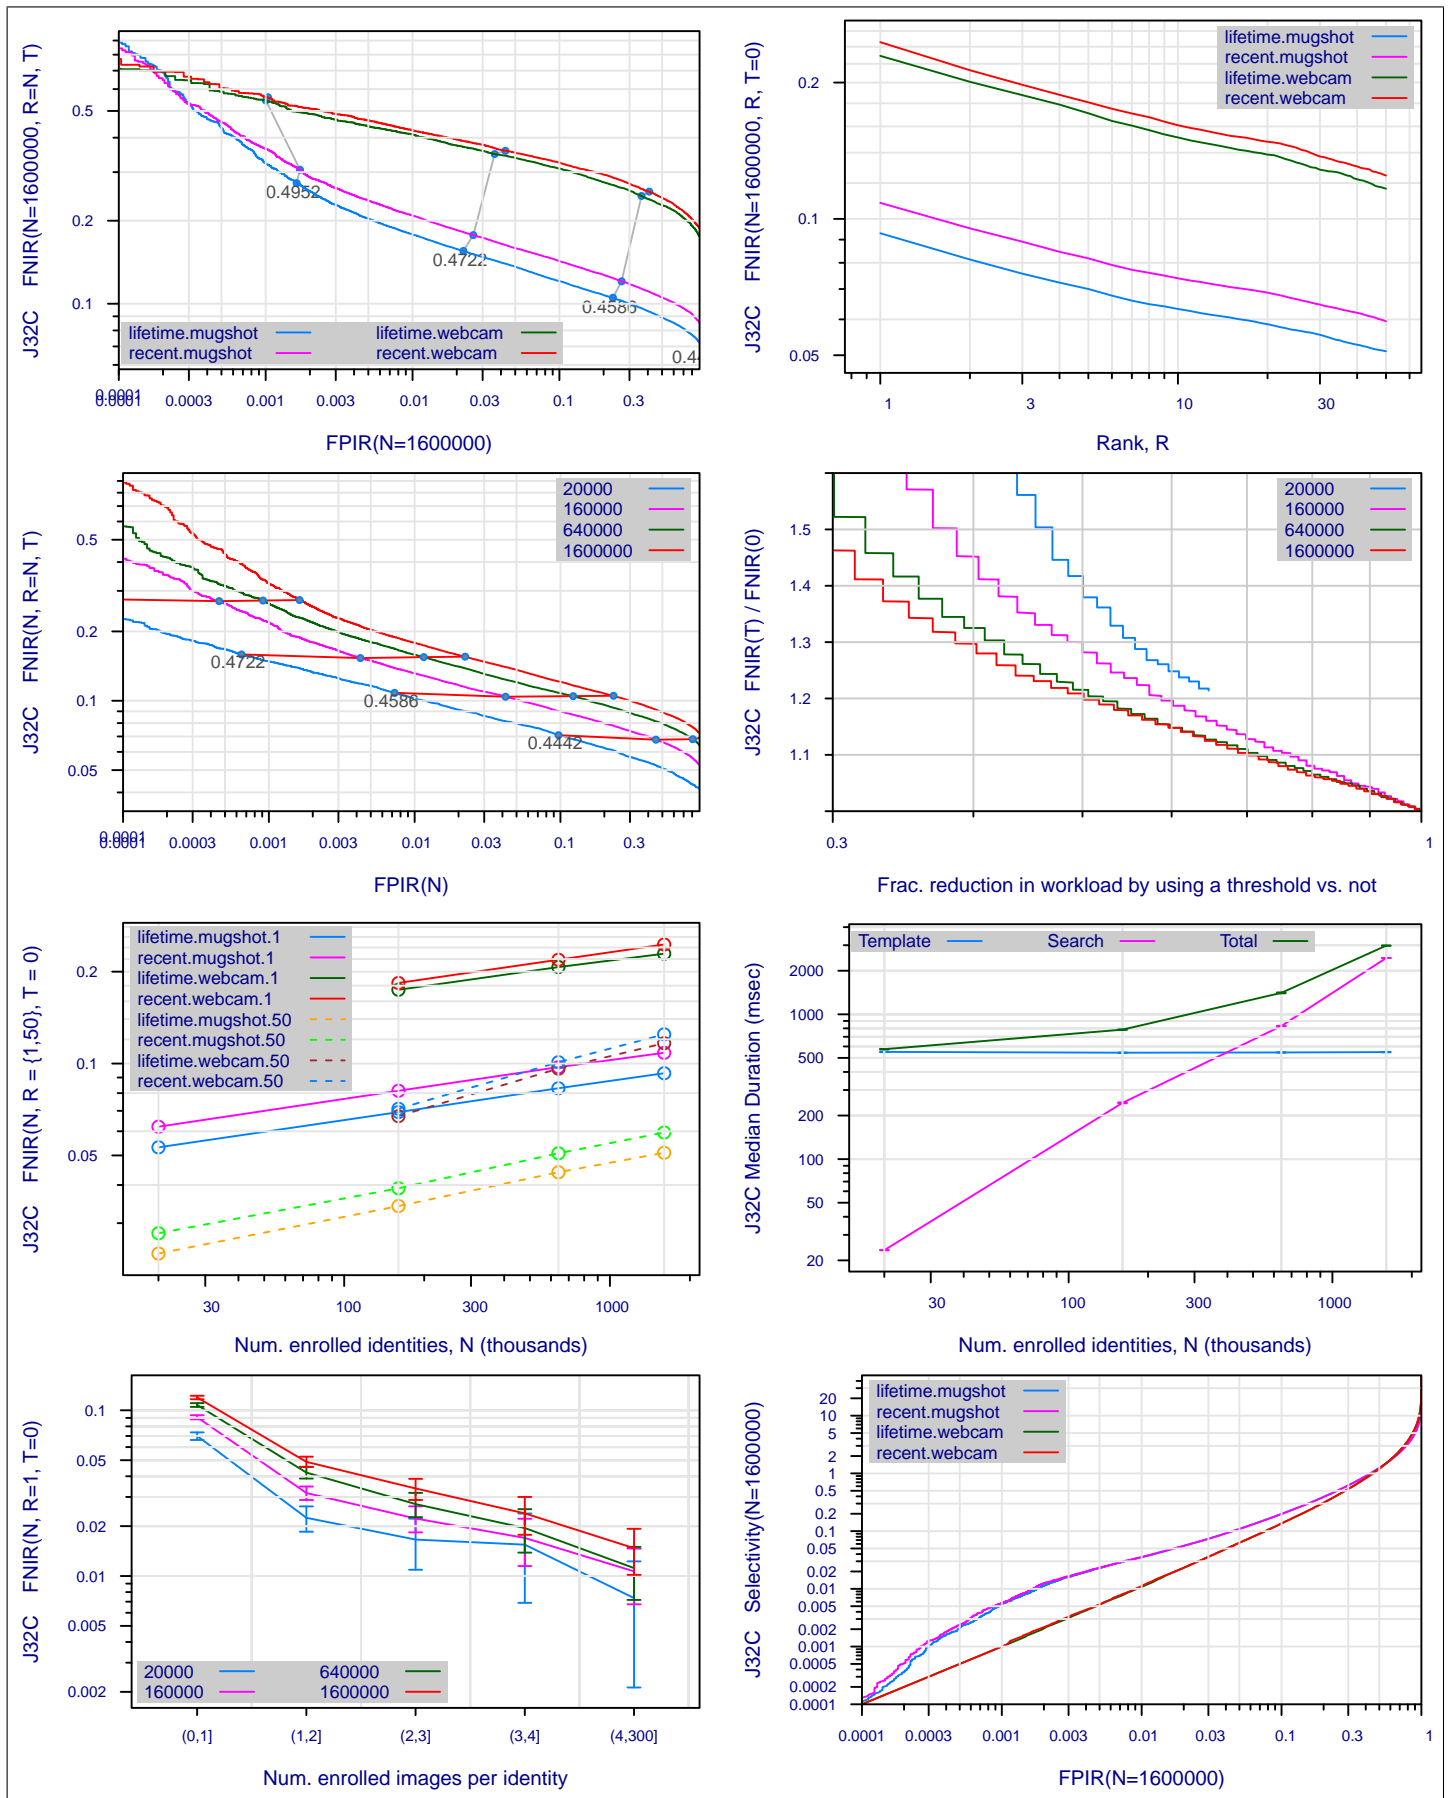 J32C FNIR(N=1600000, R=N, T)
0.5
0.2
0.1
0.4952
0.4722
0.4586
lifetime.mugshot
recent.mugshot
lifetime.webcam
recent.webcam
0.0001
0.0001 0.0003 0.001 0.003 0.01 0.03 0.1 0.3
FPIR(N=1600000)
J32C FNIR(N=1600000, R, T=0)
0.2
0.1
0.05
lifetime.mugshot
recent.mugshot
lifetime.webcam
recent.webcam
1 3 10 30
Rank, R
J32C FNIR(N, R=N, T)
0.5
0.2
0.1
0.05
20000
160000
640000
1600000
0.4722
0.4586
0.4442
0.0001
0.0001 0.0003 0.001 0.003 0.01 0.03 0.1 0.3
FPIR(N)
J32C FNIR(T) / FNIR(0)
1.5
1.4
1.3
1.2
1.1
20000
160000
640000
1600000
0.3 1
Frac. reduction in workload by using a threshold vs. not
J32C FNIR(N, R = {1,50}, T = 0)
0.2
0.1
0.05
lifetime.mugshot.1
recent.mugshot.1
lifetime.webcam.1
recent.webcam.1
lifetime.mugshot.50
recent.mugshot.50
lifetime.webcam.50
recent.webcam.50
30 100 300 1000
Num. enrolled identities, N (thousands)
J32C Median Duration (msec)
Template Search Total
2000
1000
500
200
100
50
20
30 100 300 1000
Num. enrolled identities, N (thousands)
J32C FNIR(N, R=1, T=0)
0.1
0.05
0.02
0.01
0.005
0.002
20000
160000
640000
1600000
(0,1] (1,2] (2,3] (3,4] (4,300]
Num. enrolled images per identity
J32C Selectivity(N=1600000)
lifetime.mugshot
recent.mugshot
lifetime.webcam
recent.webcam
20
10
5
2
1
0.5
0.2
0.1
0.05
0.02
0.01
0.005
0.002
0.001
0.0005
0.0002
0.0001
0.0001 0.0003 0.001 0.003 0.01 0.03 0.1 0.3 1
FPIR(N=1600000)